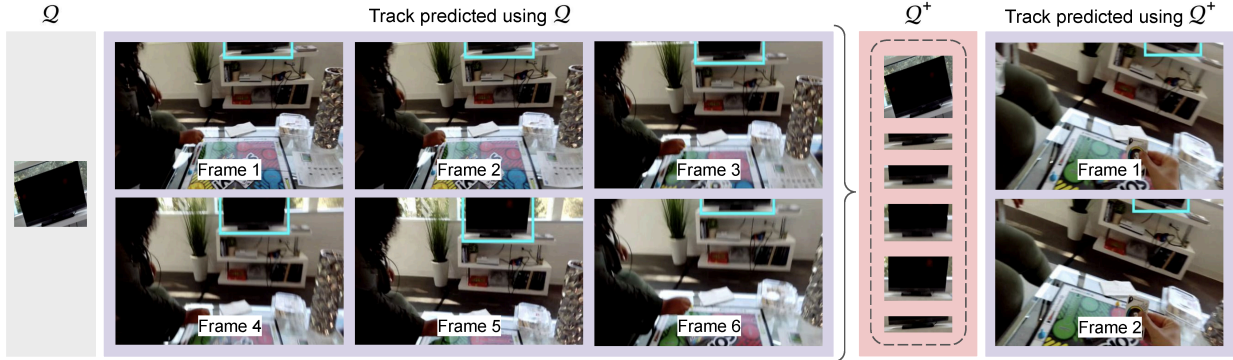 𝒬
Track predicted using 𝒬
𝒬⁺
Track predicted using 𝒬⁺
Frame 1
Frame 2
Frame 3
Frame 1
Frame 4
Frame 5
Frame 6
Frame 2